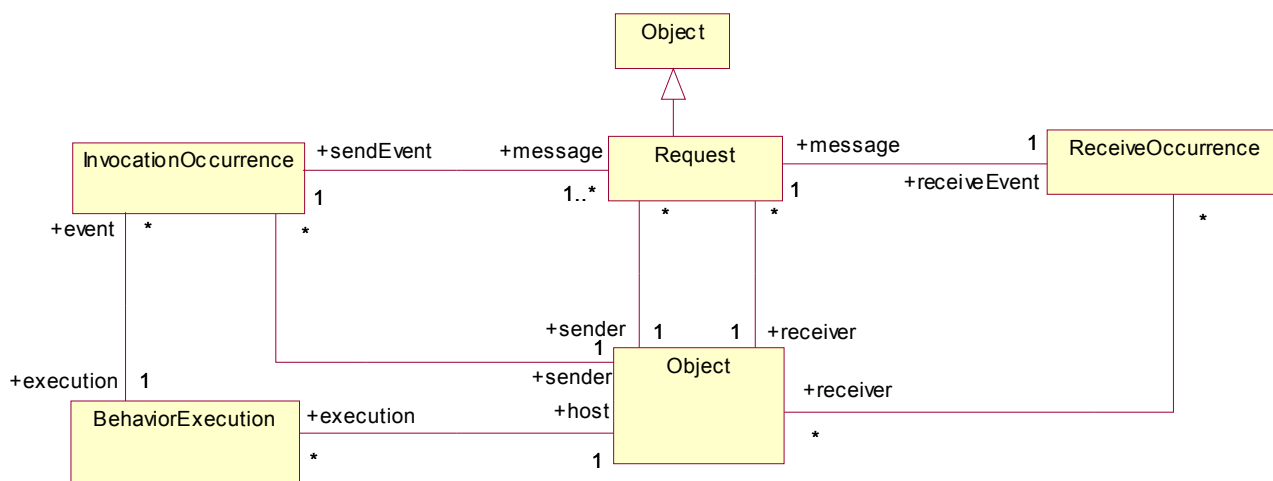 Object
InvocationOccurrence
+sendEvent
+message
Request
+message
1
ReceiveOccurrence
1
1..*
1
+receiveEvent
+event
*
*
*
*
*
+sender
1
1
+receiver
1
Object
+execution
1
+sender
+receiver
BehaviorExecution
+execution
+host
*
*
1